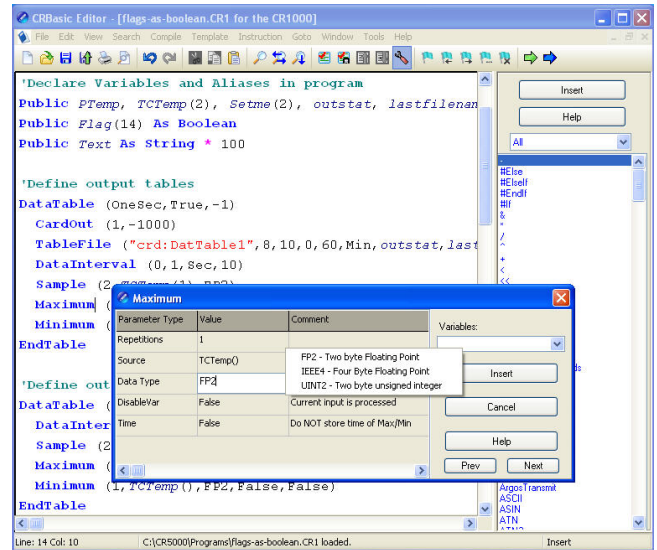 CRBasic Editor - [flags-as-boolean.CR1 for the CR1000]
File Edit View Search Compile Template Instruction Goto Window Tools Help
'Declare Variables and Aliases in program
Public PTemp, TCTemp(2), Setme(2), outstat, lastfilenam
Public Flag(14) As Boolean
Public Text As String * 100
'Define output tables
DataTable (OneSec,True,-1)
CardOut (1,-1000)
TableFile ("crd:DatTable1",8,10,0,60,Min,outstat,last
DataInterval (0,1,Sec,10)
Sample (2,TCTemp(1),FP2)
Maximum (
Minimum (
EndTable
'Define out
DataTable (
DataInter
Sample (2
Maximum (
Minimum (1,TCTemp(),FP2,False,False)
EndTable
Insert
Help
All
-
#Else
#ElseIf
#EndIf
#If
&
*
/
^
+
<
<<
ds
ArgosTransmit
ASCII
ASIN
ATN
ATN2
Maximum
Parameter Type Value Comment
Repetitions 1
Source TCTemp()
Data Type FP2
DisableVar False Current input is processed
Time False Do NOT store time of Max/Min
FP2 - Two byte Floating Point
IEEE4 - Four Byte Floating Point
UINT2 - Two byte unsigned integer
Variables:
Insert
Cancel
Help
Prev Next
Line: 14 Col: 10 C:\CR5000\Programs\flags-as-boolean.CR1 loaded. Insert